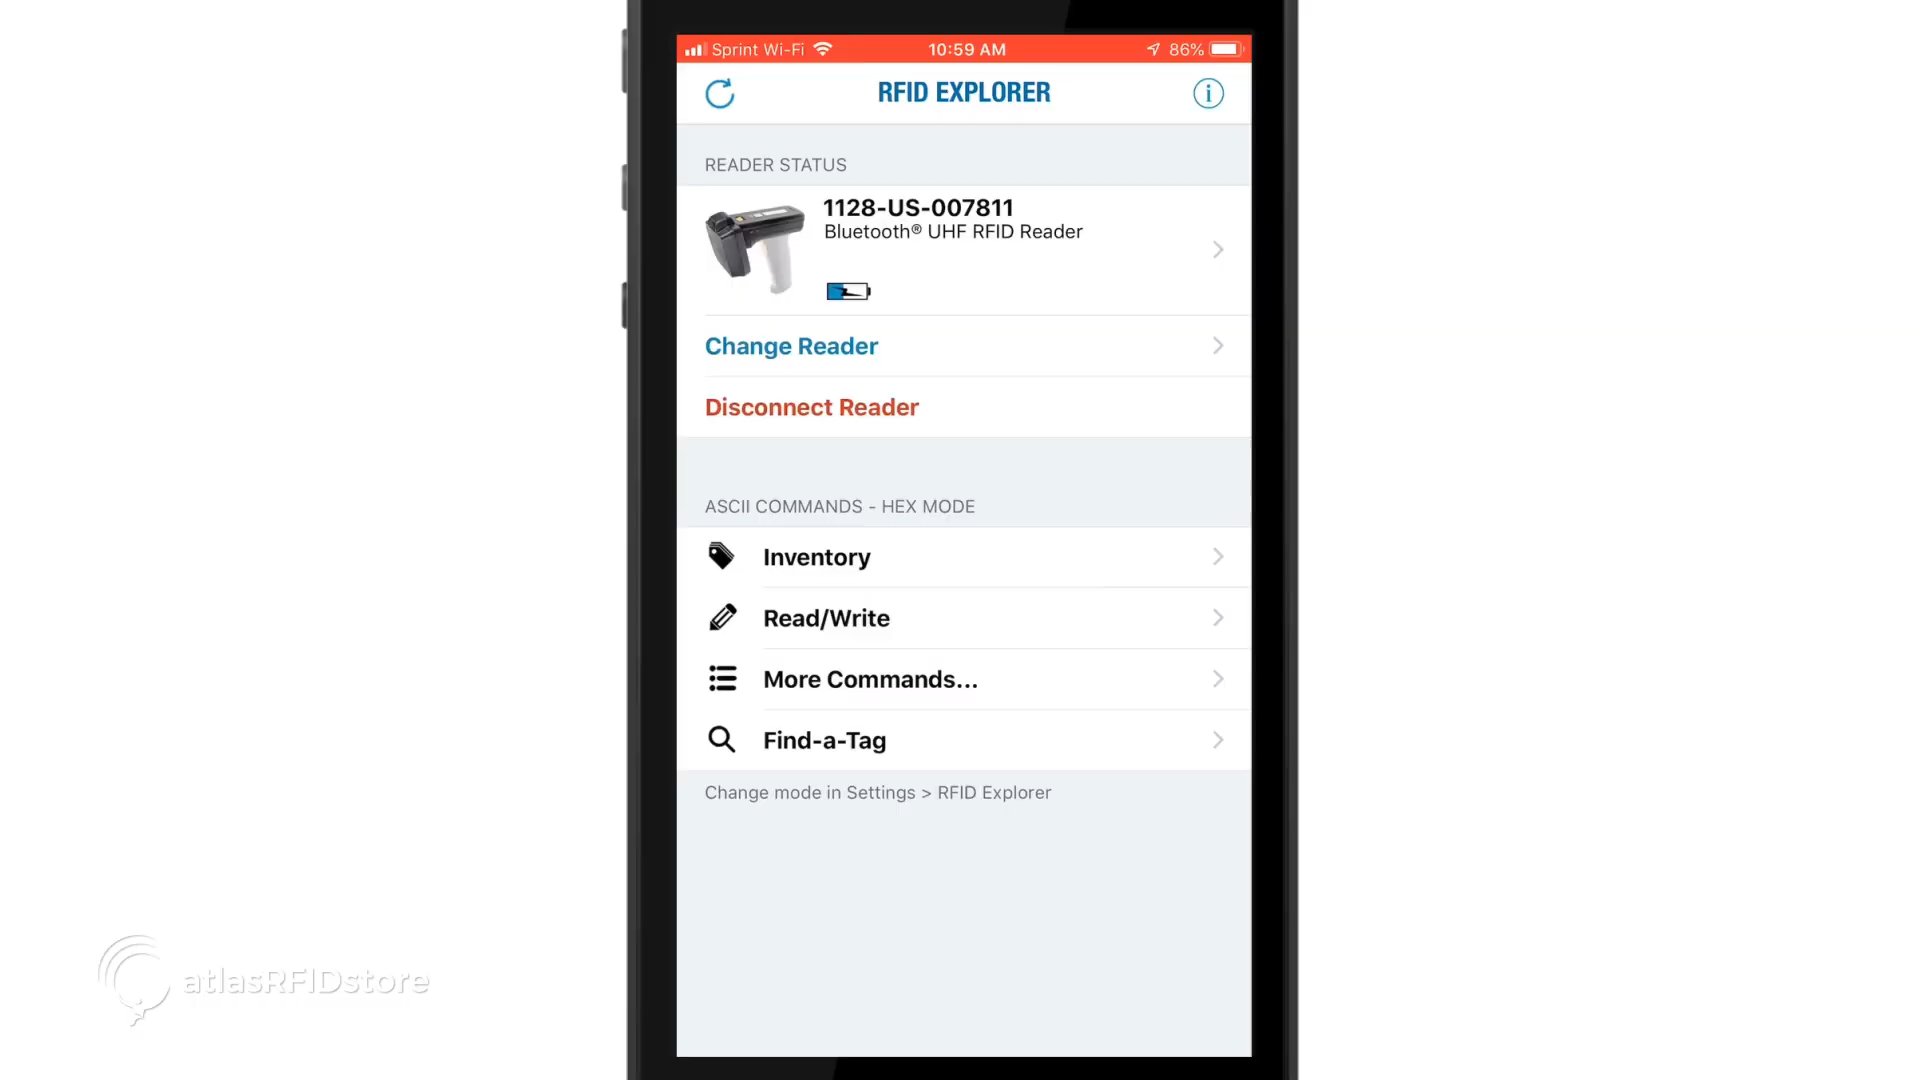 Sprint Wi-Fi 10:59 AM 86%
RFID EXPLORER
READER STATUS
1128-US-007811
Bluetooth® UHF RFID Reader
Change Reader
Disconnect Reader
ASCII COMMANDS - HEX MODE
Inventory
Read/Write
More Commands...
Find-a-Tag
Change mode in Settings > RFID Explorer
atlasRFIDstore